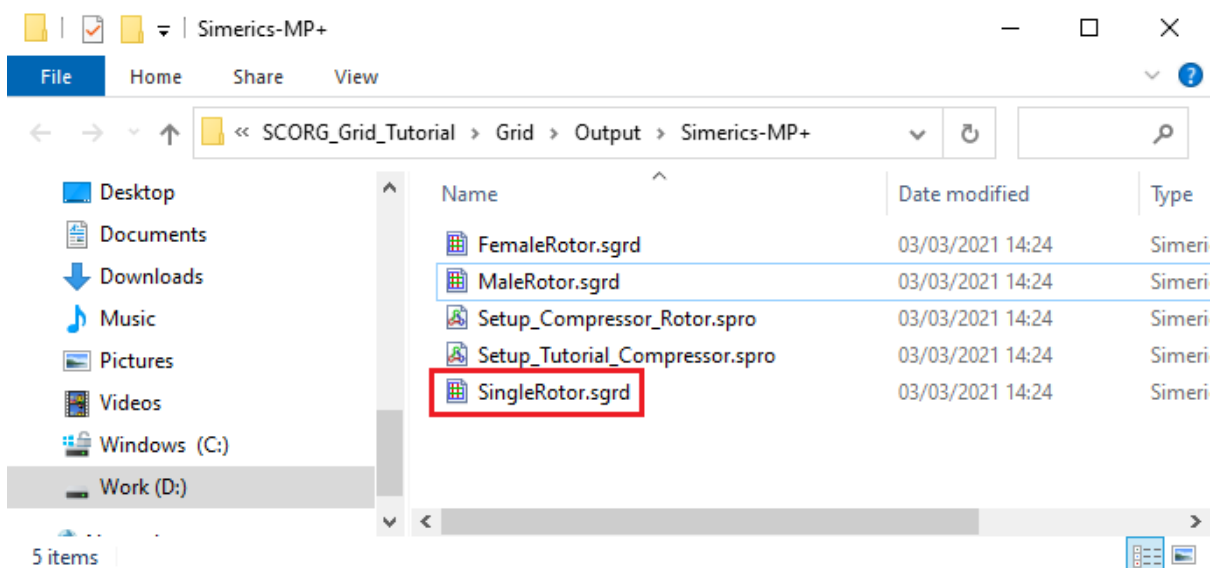 Simerics-MP+
File Home Share View
« SCORG_Grid_Tutorial > Grid > Output > Simerics-MP+
Desktop
Documents
Downloads
Music
Pictures
Videos
Windows (C:)
Work (D:)
Name Date modified Type
FemaleRotor.sgrd 03/03/2021 14:24 Simeri
MaleRotor.sgrd 03/03/2021 14:24 Simeri
Setup_Compressor_Rotor.spro 03/03/2021 14:24 Simeri
Setup_Tutorial_Compressor.spro 03/03/2021 14:24 Simeri
SingleRotor.sgrd 03/03/2021 14:24 Simeri
5 items